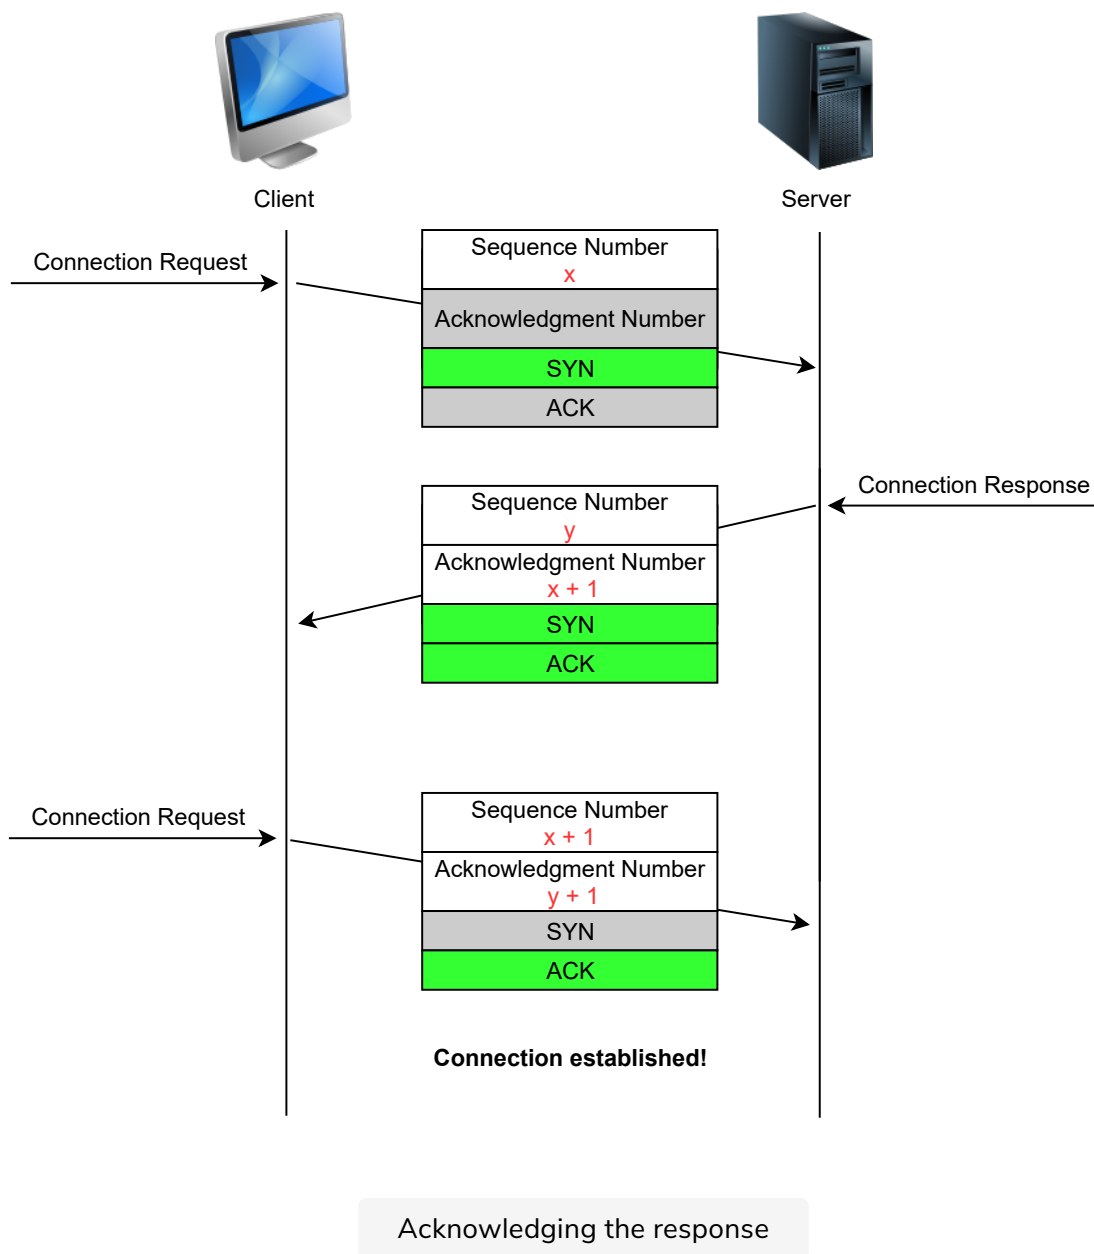 Client
Server
Connection Request
Sequence Number
x
Acknowledgment Number
SYN
ACK
Connection Response
Sequence Number
y
Acknowledgment Number
x + 1
SYN
ACK
Connection Request
Sequence Number
x + 1
Acknowledgment Number
y + 1
SYN
ACK
Connection established!
Acknowledging the response